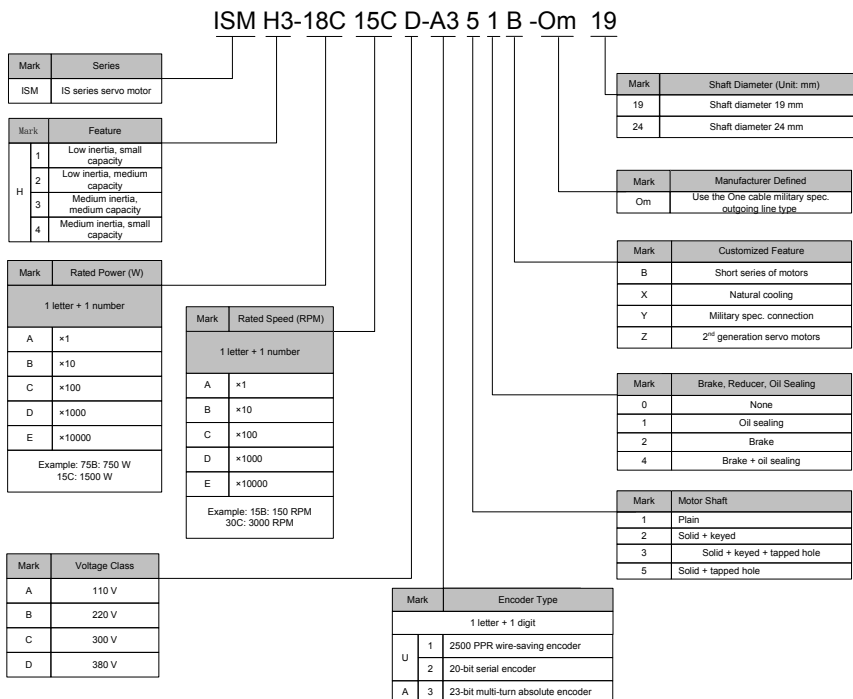 ISM H3-18C 15C D-A3 5 1 B -Om 19
Mark Series
ISM IS series servo motor
Mark Feature
H
1 Low inertia, small
capacity
2 Low inertia, medium
capacity
3 Medium inertia,
medium capacity
4 Medium inertia, small
capacity
Mark Rated Power (W)
1 letter + 1 number
A ×1
B ×10
C ×100
D ×1000
E ×10000
Example: 75B: 750 W
15C: 1500 W
Mark Rated Speed (RPM)
1 letter + 1 number
A ×1
B ×10
C ×100
D ×1000
E ×10000
Example: 15B: 150 RPM
30C: 3000 RPM
Mark Voltage Class
A 110 V
B 220 V
C 300 V
D 380 V
Mark Encoder Type
1 letter + 1 digit
U 1 2500 PPR wire-saving encoder
2 20-bit serial encoder
A 3 23-bit multi-turn absolute encoder
Mark Shaft Diameter (Unit: mm)
19 Shaft diameter 19 mm
24 Shaft diameter 24 mm
Mark Manufacturer Defined
Om Use the One cable military spec.
outgoing line type
Mark Customized Feature
B Short series of motors
X Natural cooling
Y Military spec. connection
Z 2nd generation servo motors
Mark Brake, Reducer, Oil Sealing
0 None
1 Oil sealing
2 Brake
4 Brake + oil sealing
Mark Motor Shaft
1 Plain
2 Solid + keyed
3 Solid + keyed + tapped hole
5 Solid + tapped hole